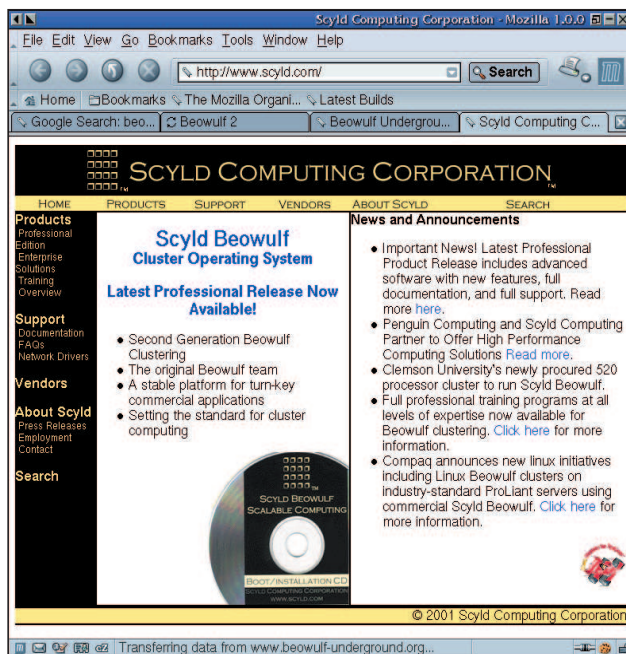 Scyld Computing Corporation - Mozilla 1.0.0
File Edit View Go Bookmarks Tools Window Help
http://www.scyld.com/
Search
Home Bookmarks The Mozilla Organi... Latest Builds
Google Search: beo... Beowulf 2 Beowulf Undergrou... Scyld Computing C...
SCYLD COMPUTING CORPORATION TM
HOME PRODUCTS SUPPORT VENDORS ABOUT SCYLD SEARCH
Products
Professional
Edition
Enterprise
Solutions
Training
Overview
Support
Documentation
FAQs
Network Drivers
Vendors
About Scyld
Press Releases
Employment
Contact
Search
Scyld Beowulf
Cluster Operating System
Latest Professional Release Now
Available!
• Second Generation Beowulf
Clustering
• The original Beowulf team
• A stable platform for turn-key
commercial applications
• Setting the standard for cluster
computing
TM
SCYLD BEOWULF
SCALABLE COMPUTING
BOOT/INSTALLATION CD
SCYLD COMPUTING CORPORATION
WWW.SCYLD.COM
News and Announcements
• Important News! Latest Professional
Product Release includes advanced
software with new features, full
documentation, and full support. Read
more here.
• Penguin Computing and Scyld Computing
Partner to Offer High Performance
Computing Solutions Read more.
• Clemson University's newly procured 520
processor cluster to run Scyld Beowulf.
• Full professional training programs at all
levels of expertise now available for
Beowulf clustering. Click here for more
information.
• Compaq announces new linux initiatives
including Linux Beowulf clusters on
industry-standard ProLiant servers using
commercial Scyld Beowulf. Click here for
more information.
© 2001 Scyld Computing Corporation
Transferring data from www.beowulf-underground.org...